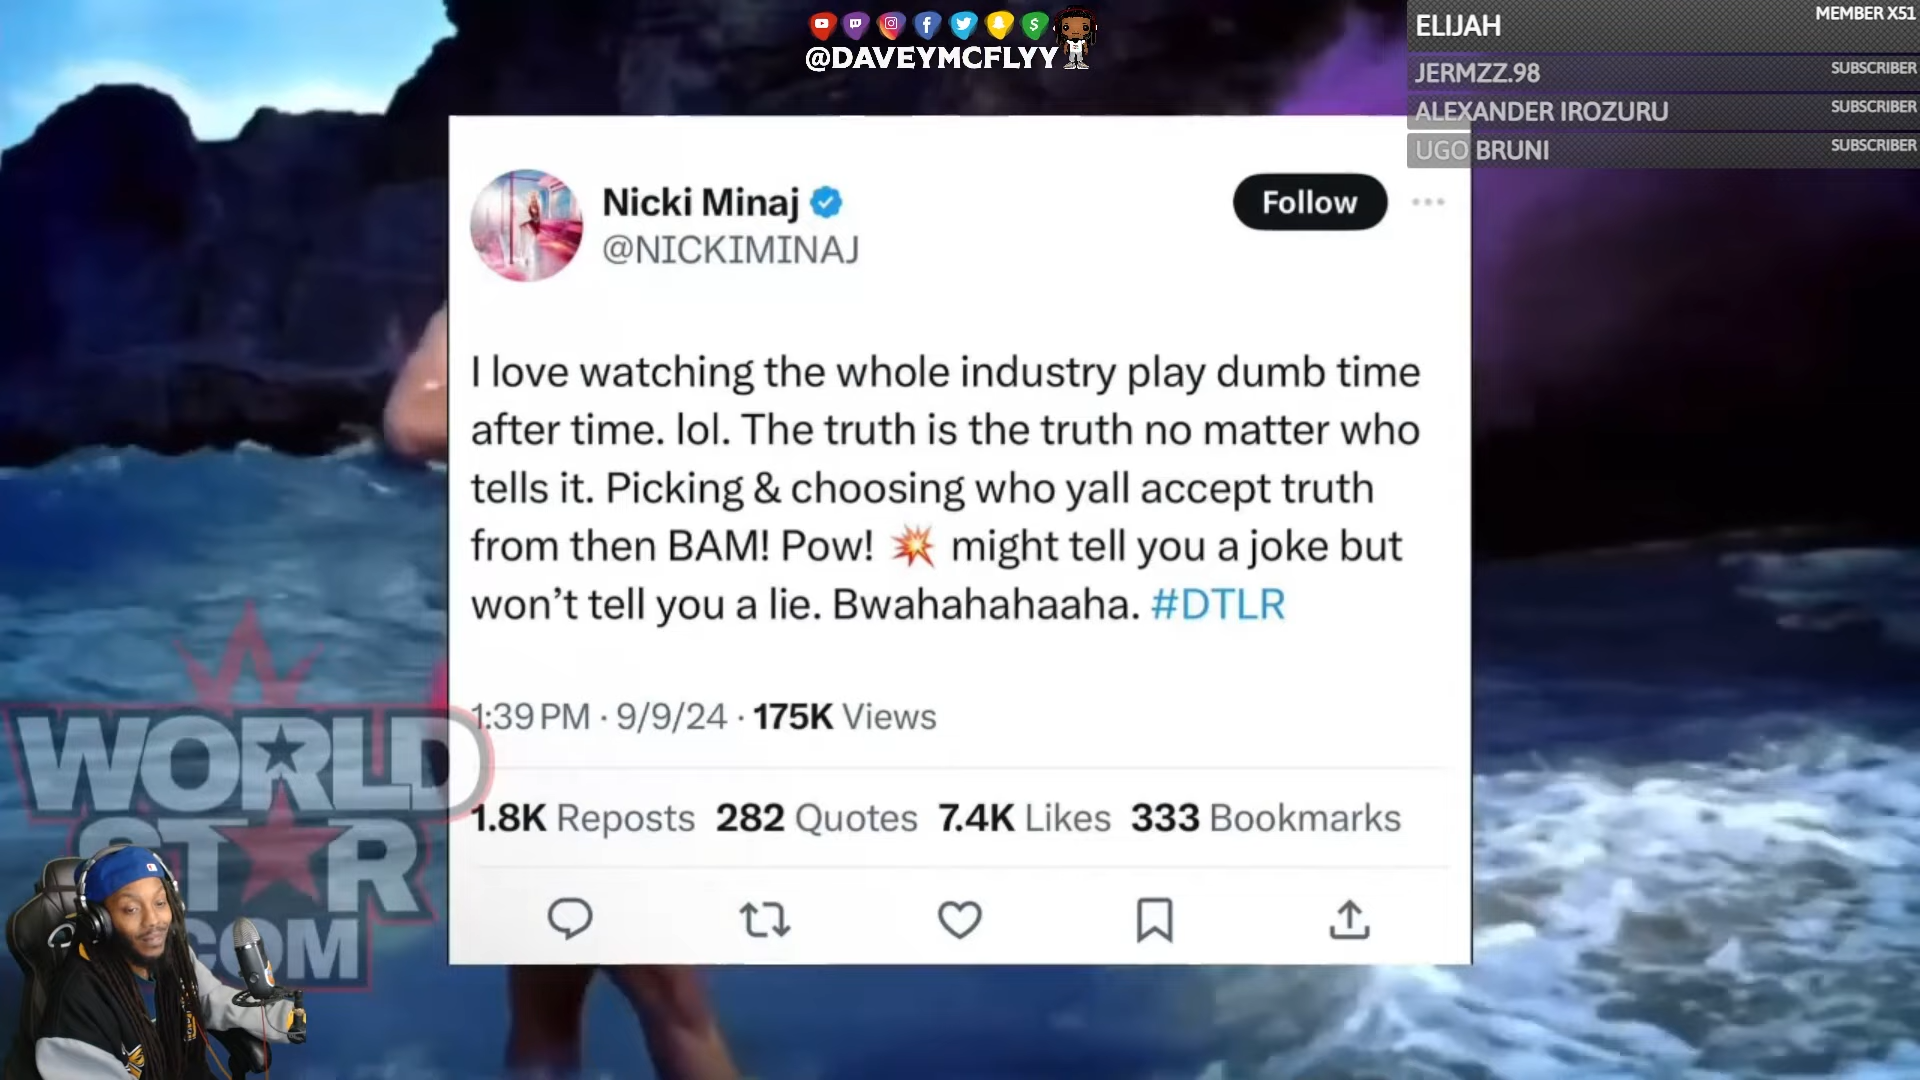 @DAVEYMCFLYY
ELIJAH
MEMBER X51
JERMZZ.98
SUBSCRIBER
ALEXANDER IROZURU
SUBSCRIBER
UGO BRUNI
SUBSCRIBER
Nicki Minaj
@NICKIMINAJ
Follow
I love watching the whole industry play dumb time
after time. lol. The truth is the truth no matter who
tells it. Picking & choosing who yall accept truth
from then BAM! Pow! 💥 might tell you a joke but
won't tell you a lie. Bwahahahaaha. #DTLR
1:39 PM · 9/9/24 · 175K Views
1.8K Reposts 282 Quotes 7.4K Likes 333 Bookmarks
WORLD
STAR
COM